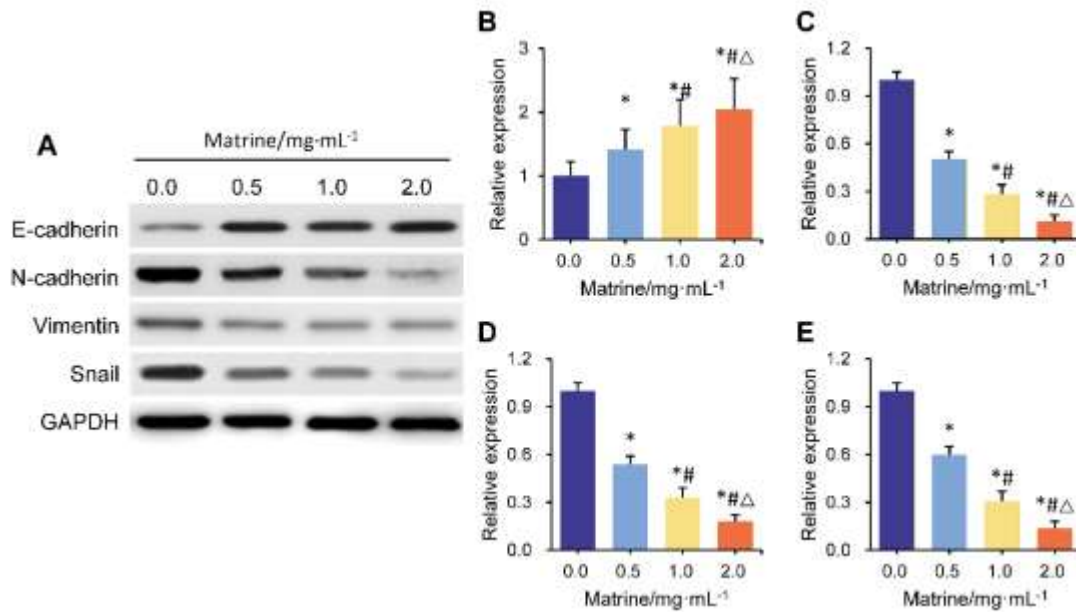 A
Matrine/mg·mL⁻¹
0.0 0.5 1.0 2.0
E-cadherin
N-cadherin
Vimentin
Snail
GAPDH
B
Relative expression
3
2
1
0
*
*#
*#△
0.0 0.5 1.0 2.0
Matrine/mg·mL⁻¹
C
Relative expression
1.2
0.9
0.6
0.3
0.0
*
*#
*#△
0.0 0.5 1.0 2.0
Matrine/mg·mL⁻¹
D
Relative expression
1.2
0.9
0.6
0.3
0.0
*
*#
*#△
0.0 0.5 1.0 2.0
Matrine/mg·mL⁻¹
E
Relative expression
1.2
0.9
0.6
0.3
0.0
*
*#
*#△
0.0 0.5 1.0 2.0
Matrine/mg·mL⁻¹